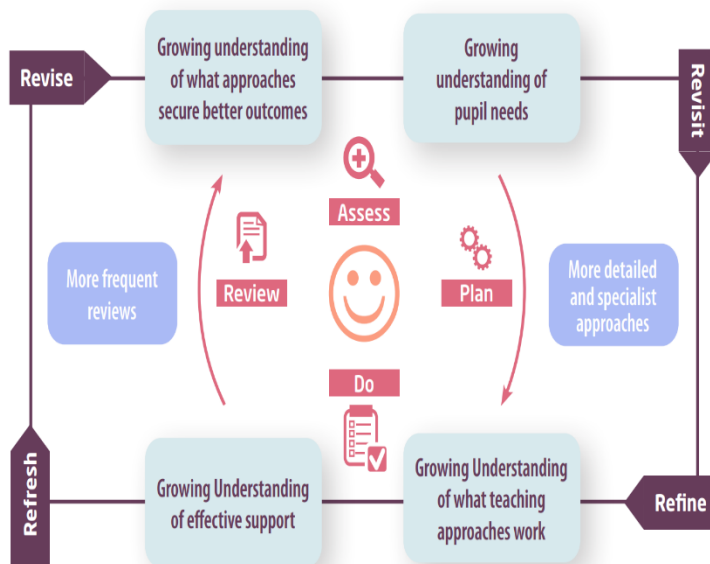 Revise
Growing understanding
of what approaches
secure better outcomes
Growing
understanding of
pupil needs
Revisit
Assess
More frequent
reviews
Review
Plan
More detailed
and specialist
approaches
Do
Refresh
Growing Understanding
of effective support
Growing Understanding
of what teaching
approaches work
Refine